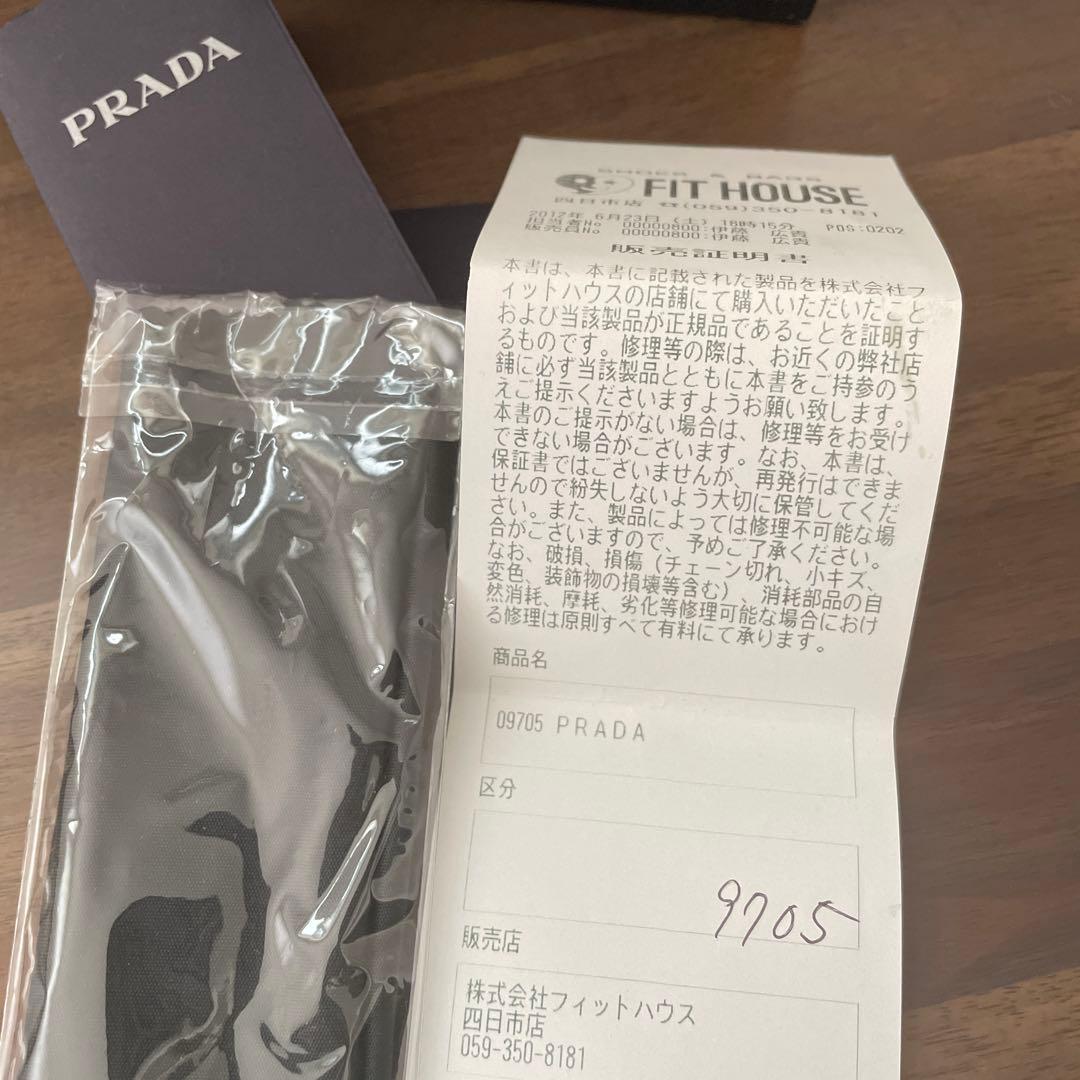 PRADA
SHOES & BAGS
FIT HOUSE
四日市店 ☎(059)350-8181
2012年 6月23日 (土) 18時15分 POS:0202
担当者No 00000800:伊藤 広吉
販売員No 00000800:伊藤 広吉
販売証明書
本書は、本書に記載された製品を株式会社フ
ィットハウスの店舗にて購入いただいたこと
および当該製品が正規品であることを証明す
るものです。修理等の際は、お近くの弊社店
舗に必ず当該製品とともに本書をご持参のう
えご提示くださいますようお願い致します。
本書のご提示がない場合は、修理等をお受け
できない場合がございます。なお、本書は、
保証書ではございませんが、再発行はできま
せんので紛失しないよう大切に保管してくだ
さい。また、製品によっては修理不可能な場
合がございますので、予めご了承ください。
なお、破損、損傷（チェーン切れ、小キズ、
変色、装飾物の損壊等含む）、消耗部品の自
然消耗、摩耗、劣化等修理可能な場合におけ
る修理は原則すべて有料にて承ります。
商品名
09705 PRADA
区分
9705
販売店
株式会社フィットハウス
四日市店
059-350-8181